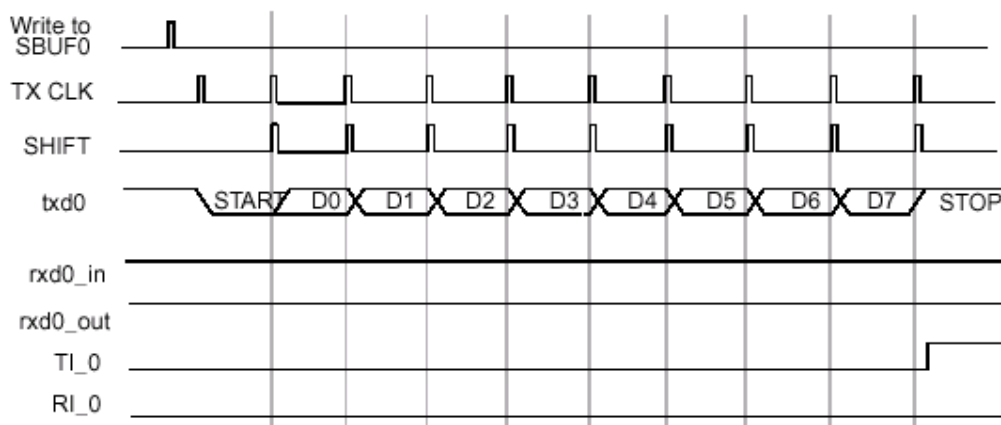 Write to
SBUF0
TX CLK
SHIFT
txd0 START D0 D1 D2 D3 D4 D5 D6 D7 STOP
rxd0_in
rxd0_out
TI_0
RI_0